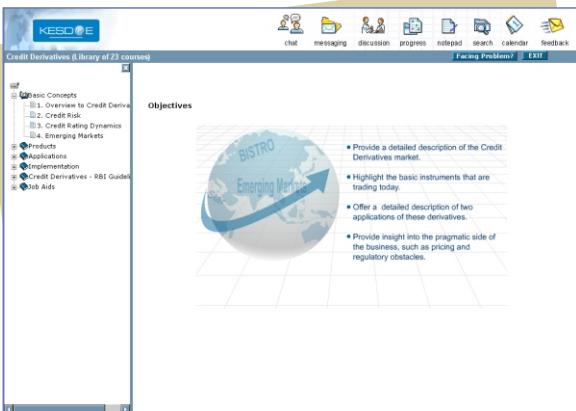 KESDEE
chat messaging discussion progress notepad search calendar feedback
Credit Derivatives (Library of 23 courses)
Facing Problem? EXIT
Basic Concepts
1. Overview to Credit Deriva
2. Credit Risk
3. Credit Rating Dynamics
4. Emerging Markets
Products
Applications
Implementation
Credit Derivatives - RBI Guideli
Job Aids
Objectives
BISTRO
Emerging Markets
• Provide a detailed description of the Credit
Derivatives market.
• Highlight the basic instruments that are
trading today.
• Offer a detailed description of two
applications of these derivatives.
• Provide insight into the pragmatic side of
the business, such as pricing and
regulatory obstacles.